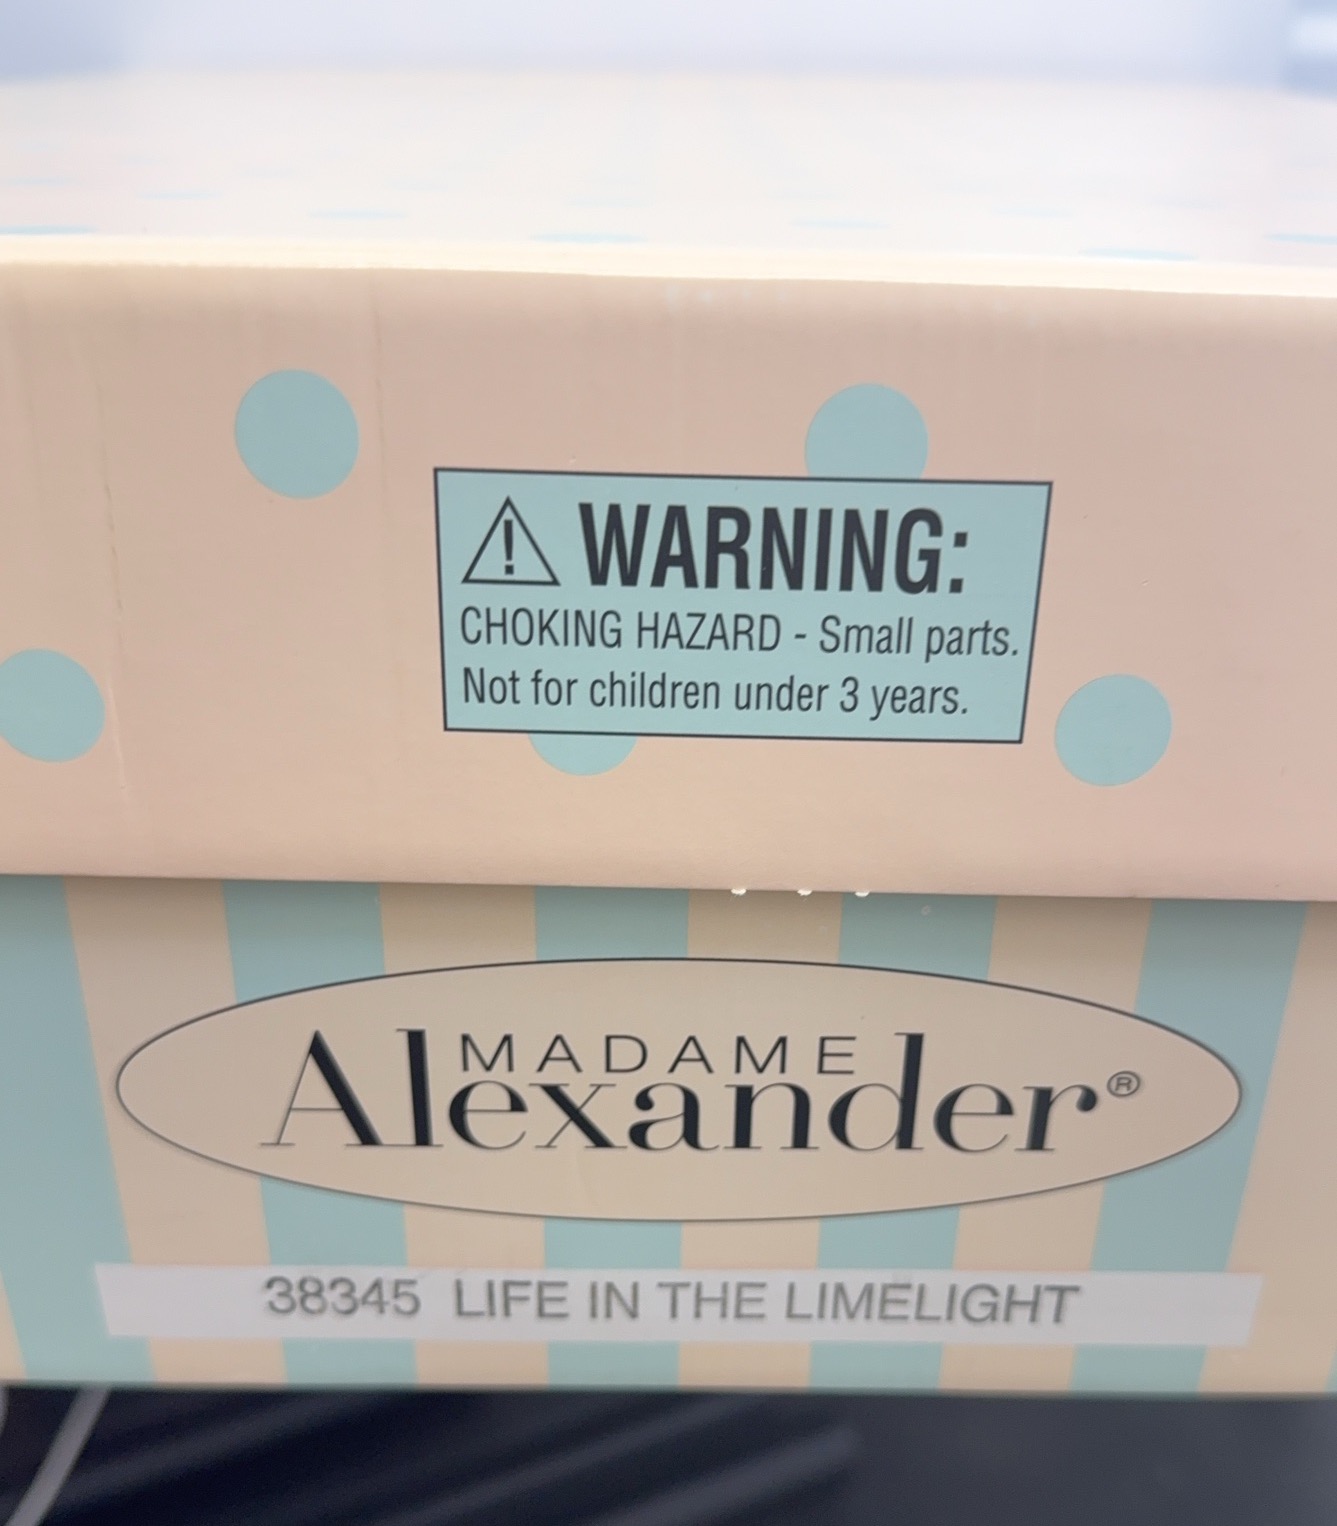 WARNING:
CHOKING HAZARD - Small parts.
Not for children under 3 years.
MADAME
Alexander®
38345 LIFE IN THE LIMELIGHT